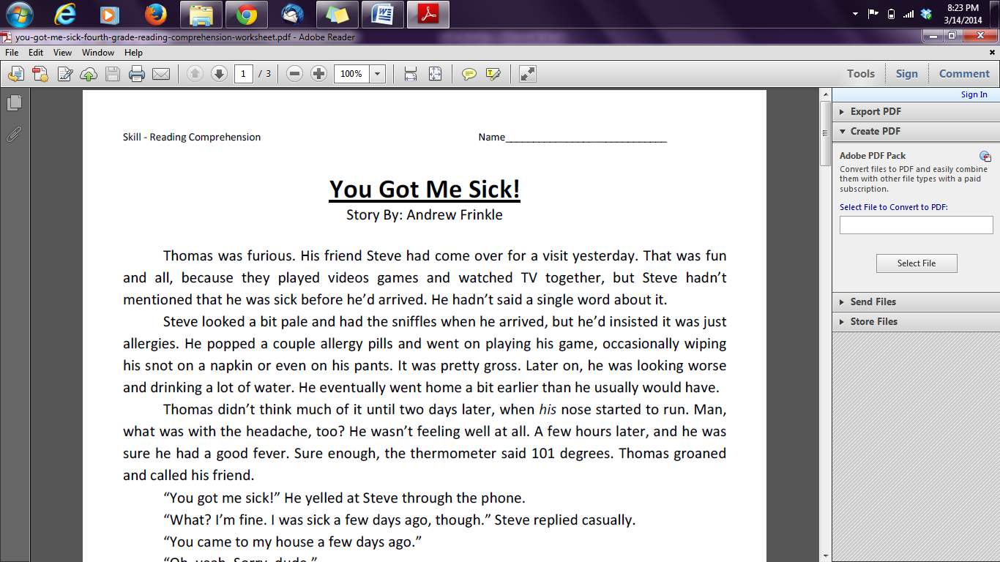 8:23 PM
3/14/2014
you-got-me-sick-fourth-grade-reading-comprehension-worksheet.pdf - Adobe Reader
File Edit View Window Help
1 / 3 100% Tools Sign Comment
Sign In
Export PDF
Create PDF
Adobe PDF Pack
Convert files to PDF and easily combine
them with other file types with a paid
subscription.
Select File to Convert to PDF:
Select File
Send Files
Store Files
Skill - Reading Comprehension Name____________________________
You Got Me Sick!
Story By: Andrew Frinkle
Thomas was furious. His friend Steve had come over for a visit yesterday. That was fun
and all, because they played videos games and watched TV together, but Steve hadn’t
mentioned that he was sick before he’d arrived. He hadn’t said a single word about it.
Steve looked a bit pale and had the sniffles when he arrived, but he’d insisted it was just
allergies. He popped a couple allergy pills and went on playing his game, occasionally wiping
his snot on a napkin or even on his pants. It was pretty gross. Later on, he was looking worse
and drinking a lot of water. He eventually went home a bit earlier than he usually would have.
Thomas didn’t think much of it until two days later, when his nose started to run. Man,
what was with the headache, too? He wasn’t feeling well at all. A few hours later, and he was
sure he had a good fever. Sure enough, the thermometer said 101 degrees. Thomas groaned
and called his friend.
“You got me sick!” He yelled at Steve through the phone.
“What? I’m fine. I was sick a few days ago, though.” Steve replied casually.
“You came to my house a few days ago.”
“Oh, yeah. Sorry, dude.”